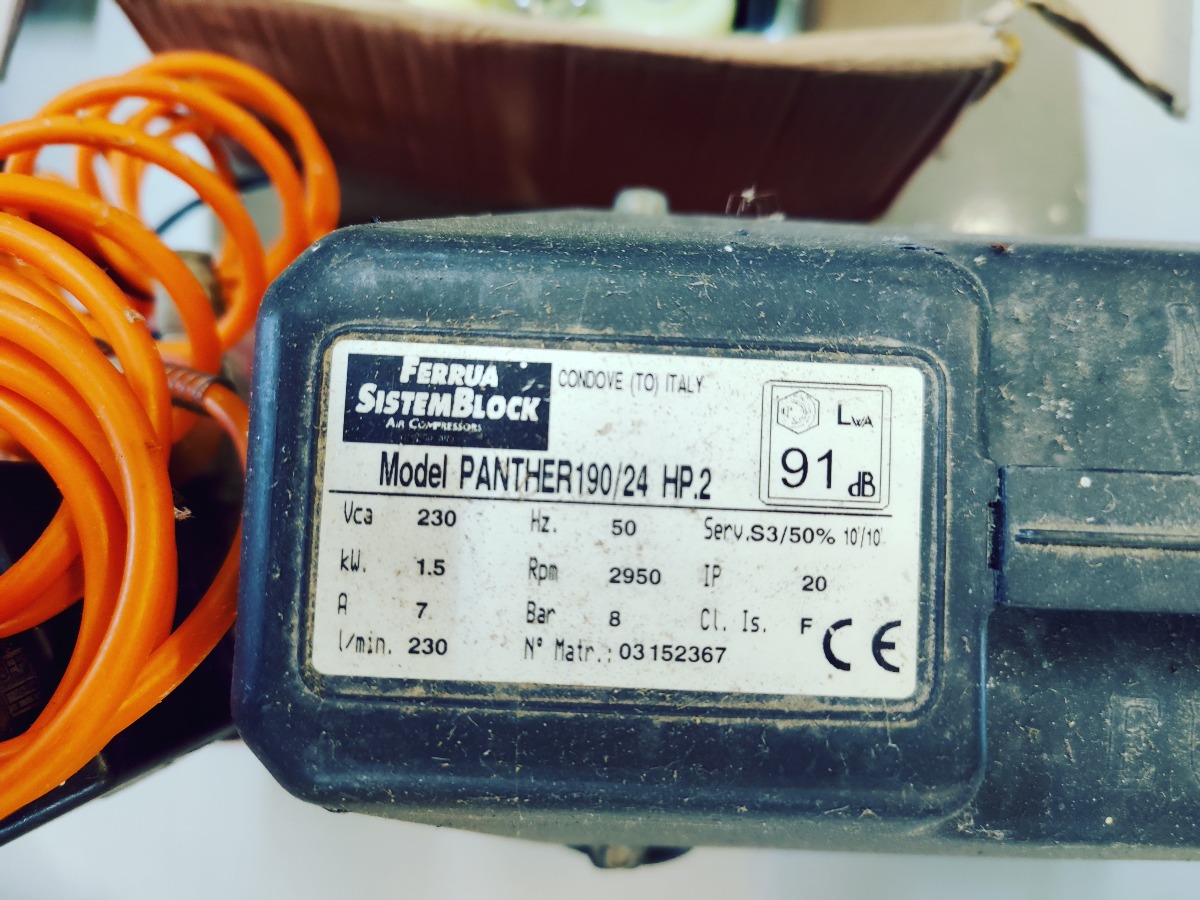 FERRUA
SISTEMBLOCK
AIR COMPRESSORS
CONDOVE (TO) ITALY
LWA
91 dB
Model PANTHER190/24 HP.2
Vca 230 Hz. 50 Serv.S3/50% 10'/10'
kW. 1.5 Rpm 2950 IP 20
A 7 Bar 8 Cl. Is. F
l/min. 230 N° Matr.: 03152367
CE